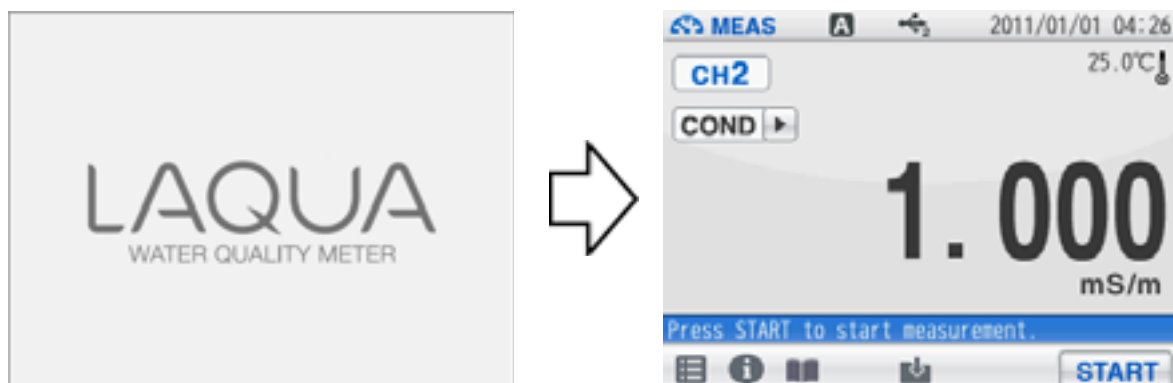 LAQUA
WATER QUALITY METER
MEAS A 2011/01/01 04:26
CH2 25.0℃
COND
1.000
mS/m
Press START to start measurement.
START